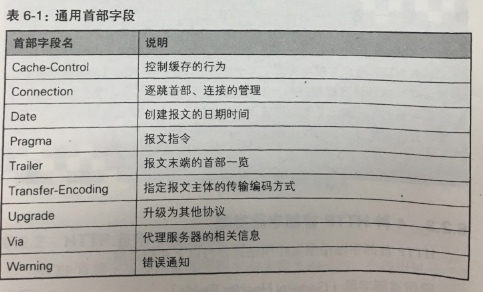 表 6-1：通用首部字段
首部字段名 说明
Cache-Control 控制缓存的行为
Connection 逐跳首部、连接的管理
Date 创建报文的日期时间
Pragma 报文指令
Trailer 报文末端的首部一览
Transfer-Encoding 指定报文主体的传输编码方式
Upgrade 升级为其他协议
Via 代理服务器的相关信息
Warning 错误通知